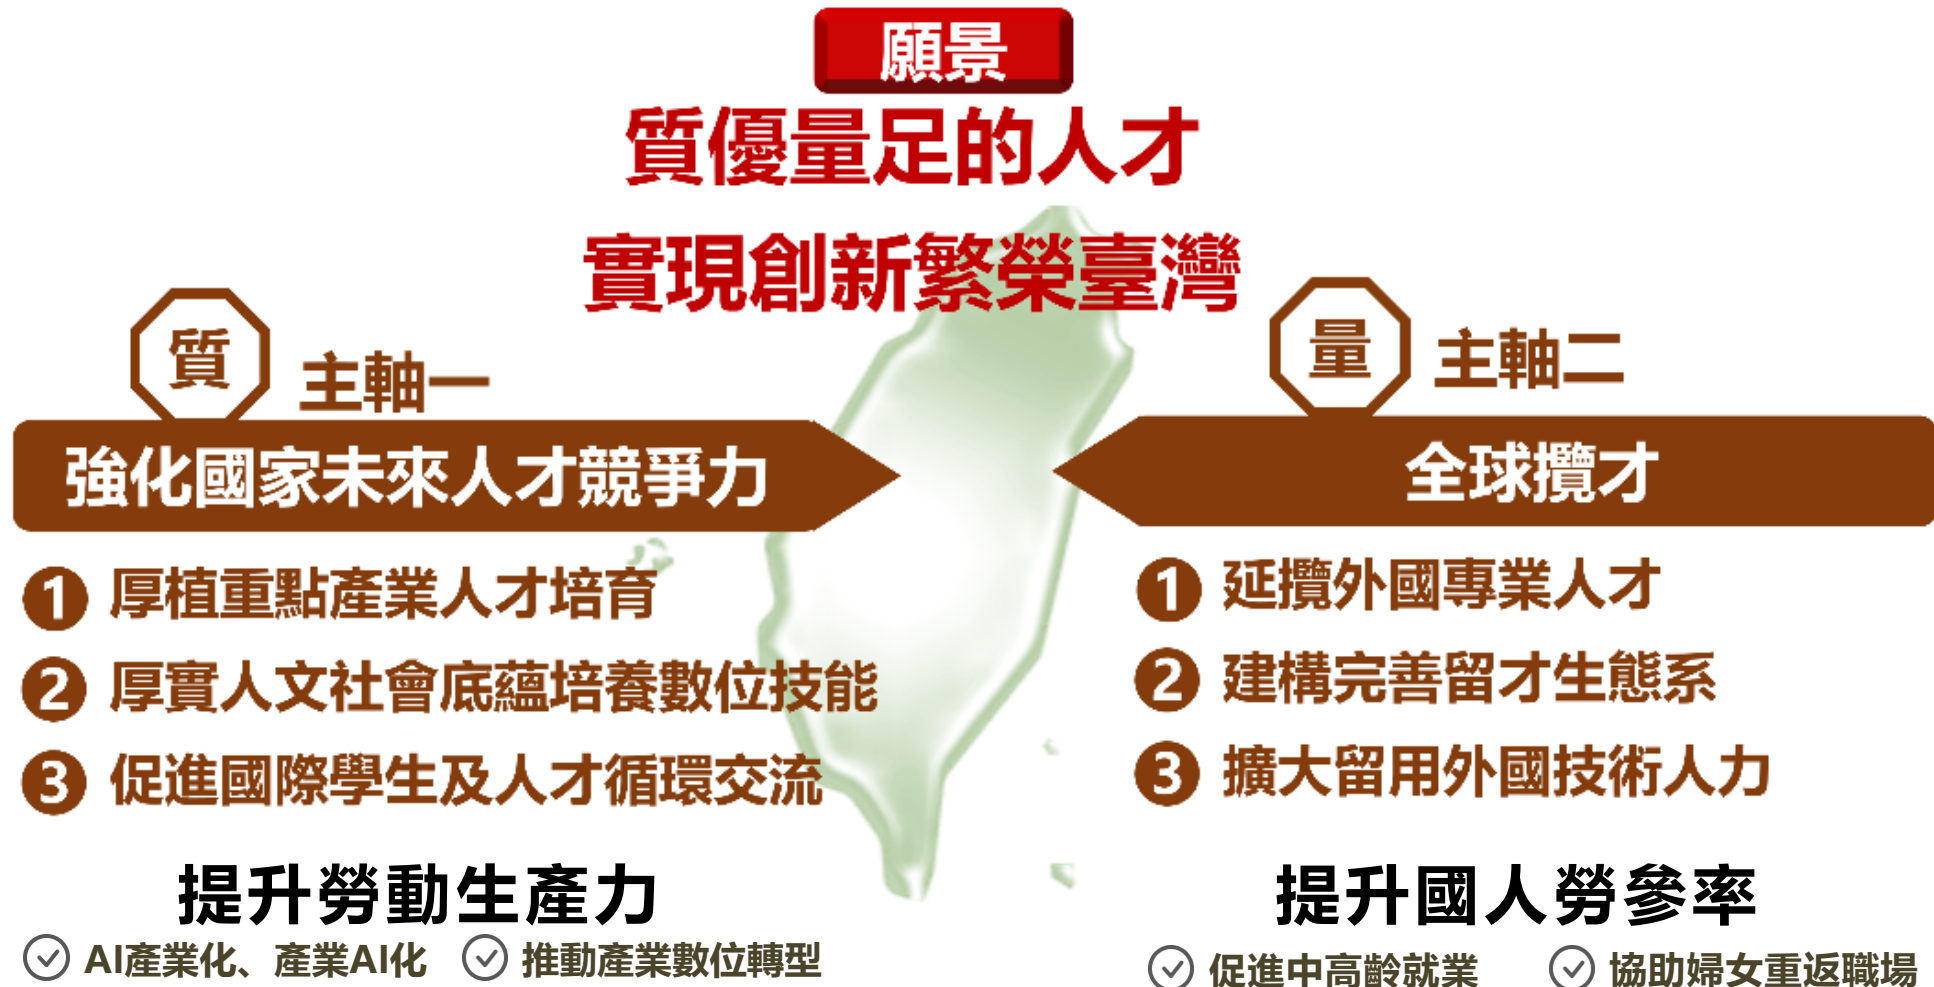 願景
質優量足的人才
實現創新繁榮臺灣
質
主軸一
強化國家未來人才競爭力
1 厚植重點產業人才培育
2 厚實人文社會底蘊培養數位技能
3 促進國際學生及人才循環交流
提升勞動生產力
AI產業化、產業AI化 推動產業數位轉型
量
主軸二
全球攬才
1 延攬外國專業人才
2 建構完善留才生態系
3 擴大留用外國技術人力
提升國人勞參率
促進中高齡就業 協助婦女重返職場